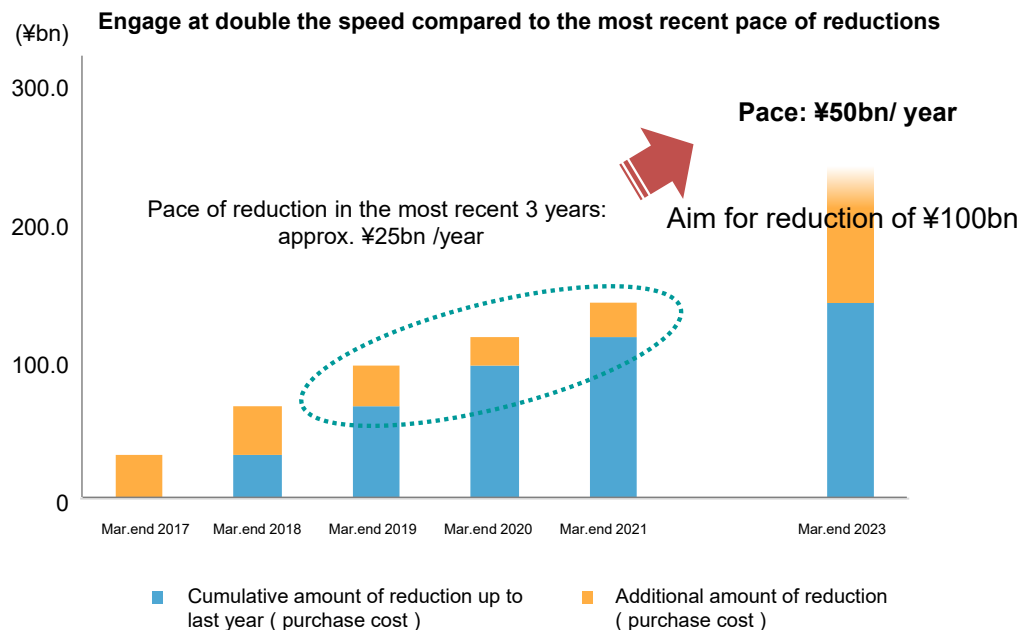 Engage at double the speed compared to the most recent pace of reductions
(¥bn)
300.0
Pace: ¥50bn/ year
Pace of reduction in the most recent 3 years:
approx. ¥25bn /year
Aim for reduction of ¥100bn
200.0
100.0
0
Mar.end 2017
Mar.end 2018
Mar.end 2019
Mar.end 2020
Mar.end 2021
Mar.end 2023
Cumulative amount of reduction up to
last year ( purchase cost )
Additional amount of reduction
( purchase cost )